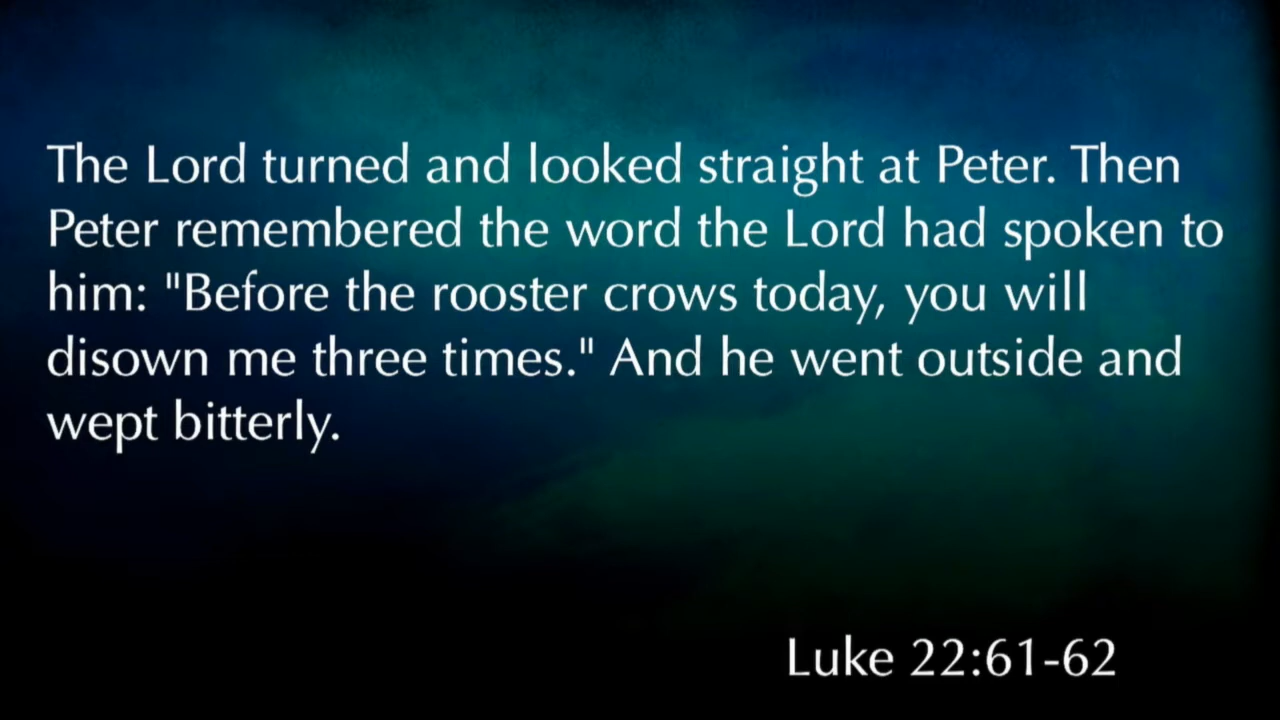 The Lord turned and looked straight at Peter. Then
Peter remembered the word the Lord had spoken to
him: "Before the rooster crows today, you will
disown me three times." And he went outside and
wept bitterly.
Luke 22:61-62